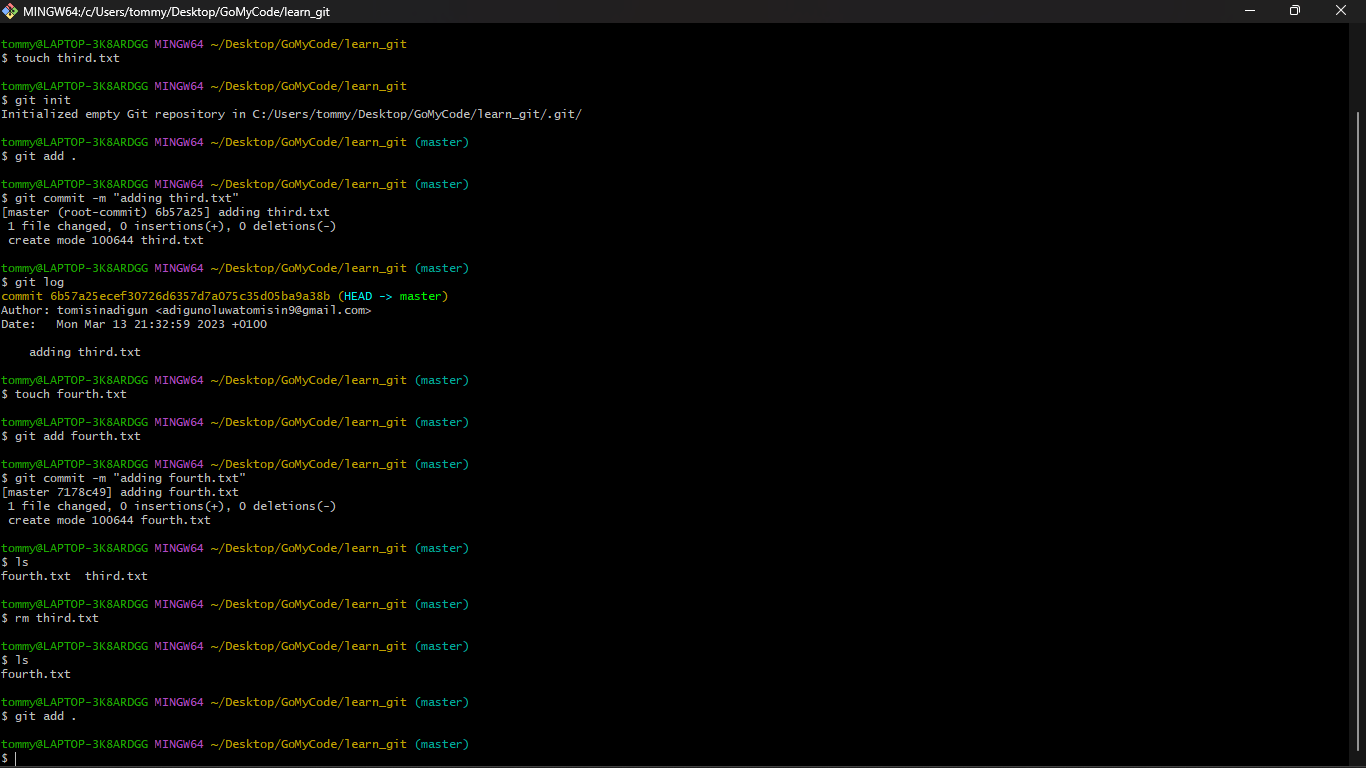 MINGW64:/c/Users/tommy/Desktop/GoMyCode/learn_git
tommy@LAPTOP-3K8ARDGG MINGW64 ~/Desktop/GoMyCode/learn_git
$ touch third.txt
tommy@LAPTOP-3K8ARDGG MINGW64 ~/Desktop/GoMyCode/learn_git
$ git init
Initialized empty Git repository in C:/Users/tommy/Desktop/GoMyCode/learn_git/.git/
tommy@LAPTOP-3K8ARDGG MINGW64 ~/Desktop/GoMyCode/learn_git (master)
$ git add .
tommy@LAPTOP-3K8ARDGG MINGW64 ~/Desktop/GoMyCode/learn_git (master)
$ git commit -m "adding third.txt"
[master (root-commit) 6b57a25] adding third.txt
 1 file changed, 0 insertions(+), 0 deletions(-)
 create mode 100644 third.txt
tommy@LAPTOP-3K8ARDGG MINGW64 ~/Desktop/GoMyCode/learn_git (master)
$ git log
commit 6b57a25ecef30726d6357d7a075c35d05ba9a38b (HEAD -> master)
Author: tomisinadigun <adigunoluwatomisin9@gmail.com>
Date:   Mon Mar 13 21:32:59 2023 +0100
    adding third.txt
tommy@LAPTOP-3K8ARDGG MINGW64 ~/Desktop/GoMyCode/learn_git (master)
$ touch fourth.txt
tommy@LAPTOP-3K8ARDGG MINGW64 ~/Desktop/GoMyCode/learn_git (master)
$ git add fourth.txt
tommy@LAPTOP-3K8ARDGG MINGW64 ~/Desktop/GoMyCode/learn_git (master)
$ git commit -m "adding fourth.txt"
[master 7178c49] adding fourth.txt
 1 file changed, 0 insertions(+), 0 deletions(-)
 create mode 100644 fourth.txt
tommy@LAPTOP-3K8ARDGG MINGW64 ~/Desktop/GoMyCode/learn_git (master)
$ ls
fourth.txt  third.txt
tommy@LAPTOP-3K8ARDGG MINGW64 ~/Desktop/GoMyCode/learn_git (master)
$ rm third.txt
tommy@LAPTOP-3K8ARDGG MINGW64 ~/Desktop/GoMyCode/learn_git (master)
$ ls
fourth.txt
tommy@LAPTOP-3K8ARDGG MINGW64 ~/Desktop/GoMyCode/learn_git (master)
$ git add .
tommy@LAPTOP-3K8ARDGG MINGW64 ~/Desktop/GoMyCode/learn_git (master)
$